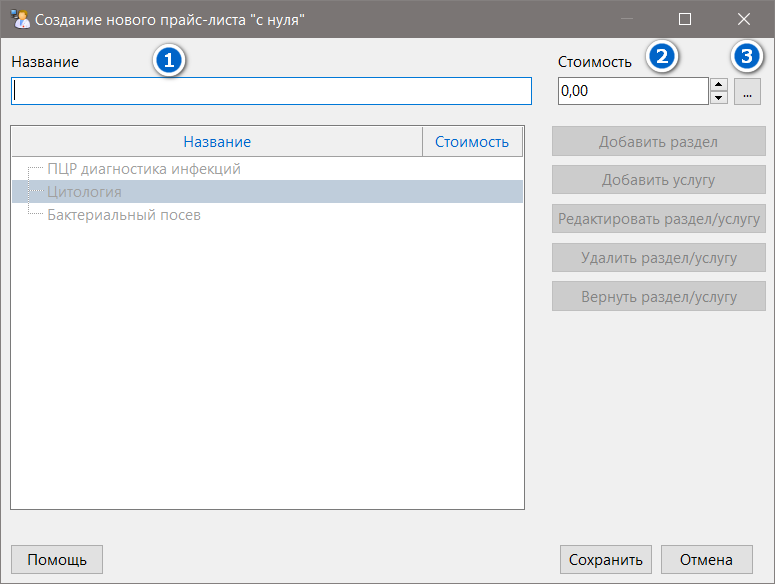 Создание нового прайс-листа "с нуля"
Название
1
Стоимость
2
3
0,00
...
Название
Стоимость
ПЦР диагностика инфекций
Цитология
Бактериальный посев
Добавить раздел
Добавить услугу
Редактировать раздел/услугу
Удалить раздел/услугу
Вернуть раздел/услугу
Помощь
Сохранить
Отмена